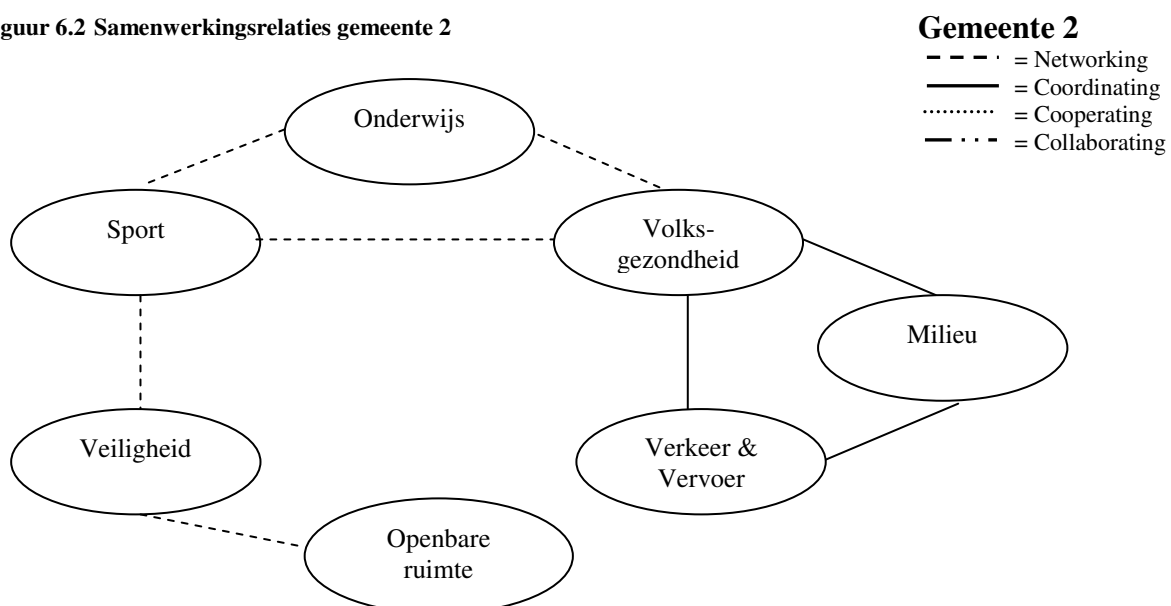 guur 6.2 Samenwerkingsrelaties gemeente 2
Gemeente 2
= Networking
= Coordinating
= Cooperating
= Collaborating
Onderwijs
Sport
Volks-
gezondheid
Milieu
Veiligheid
Verkeer &
Vervoer
Openbare
ruimte